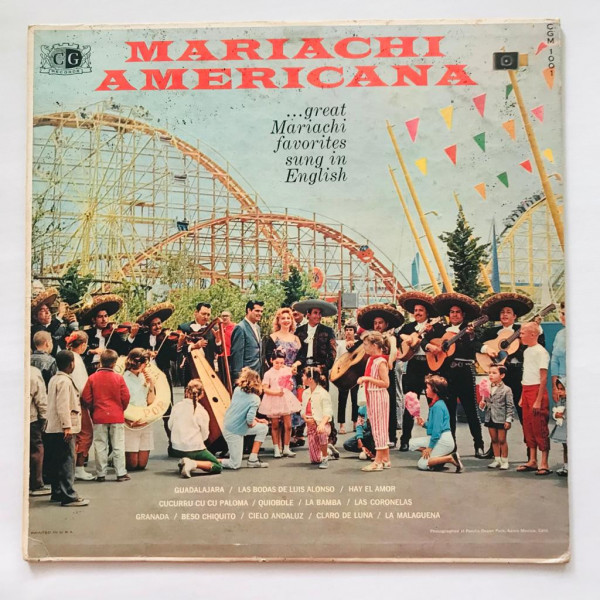 CG
RECORDS
CGM 1001
MARIACHI
AMERICANA
...great
Mariachi
favorites
sung in
English
GUADALAJARA / LAS BODAS DE LUIS ALONSO / HAY EL AMOR
CUCURRU CU CU PALOMA / QUIOBOLE / LA BAMBA / LAS CORONELAS
GRANADA / BESO CHIQUITO / CIELO ANDALUZ / CLARO DE LUNA / LA MALAGUENA